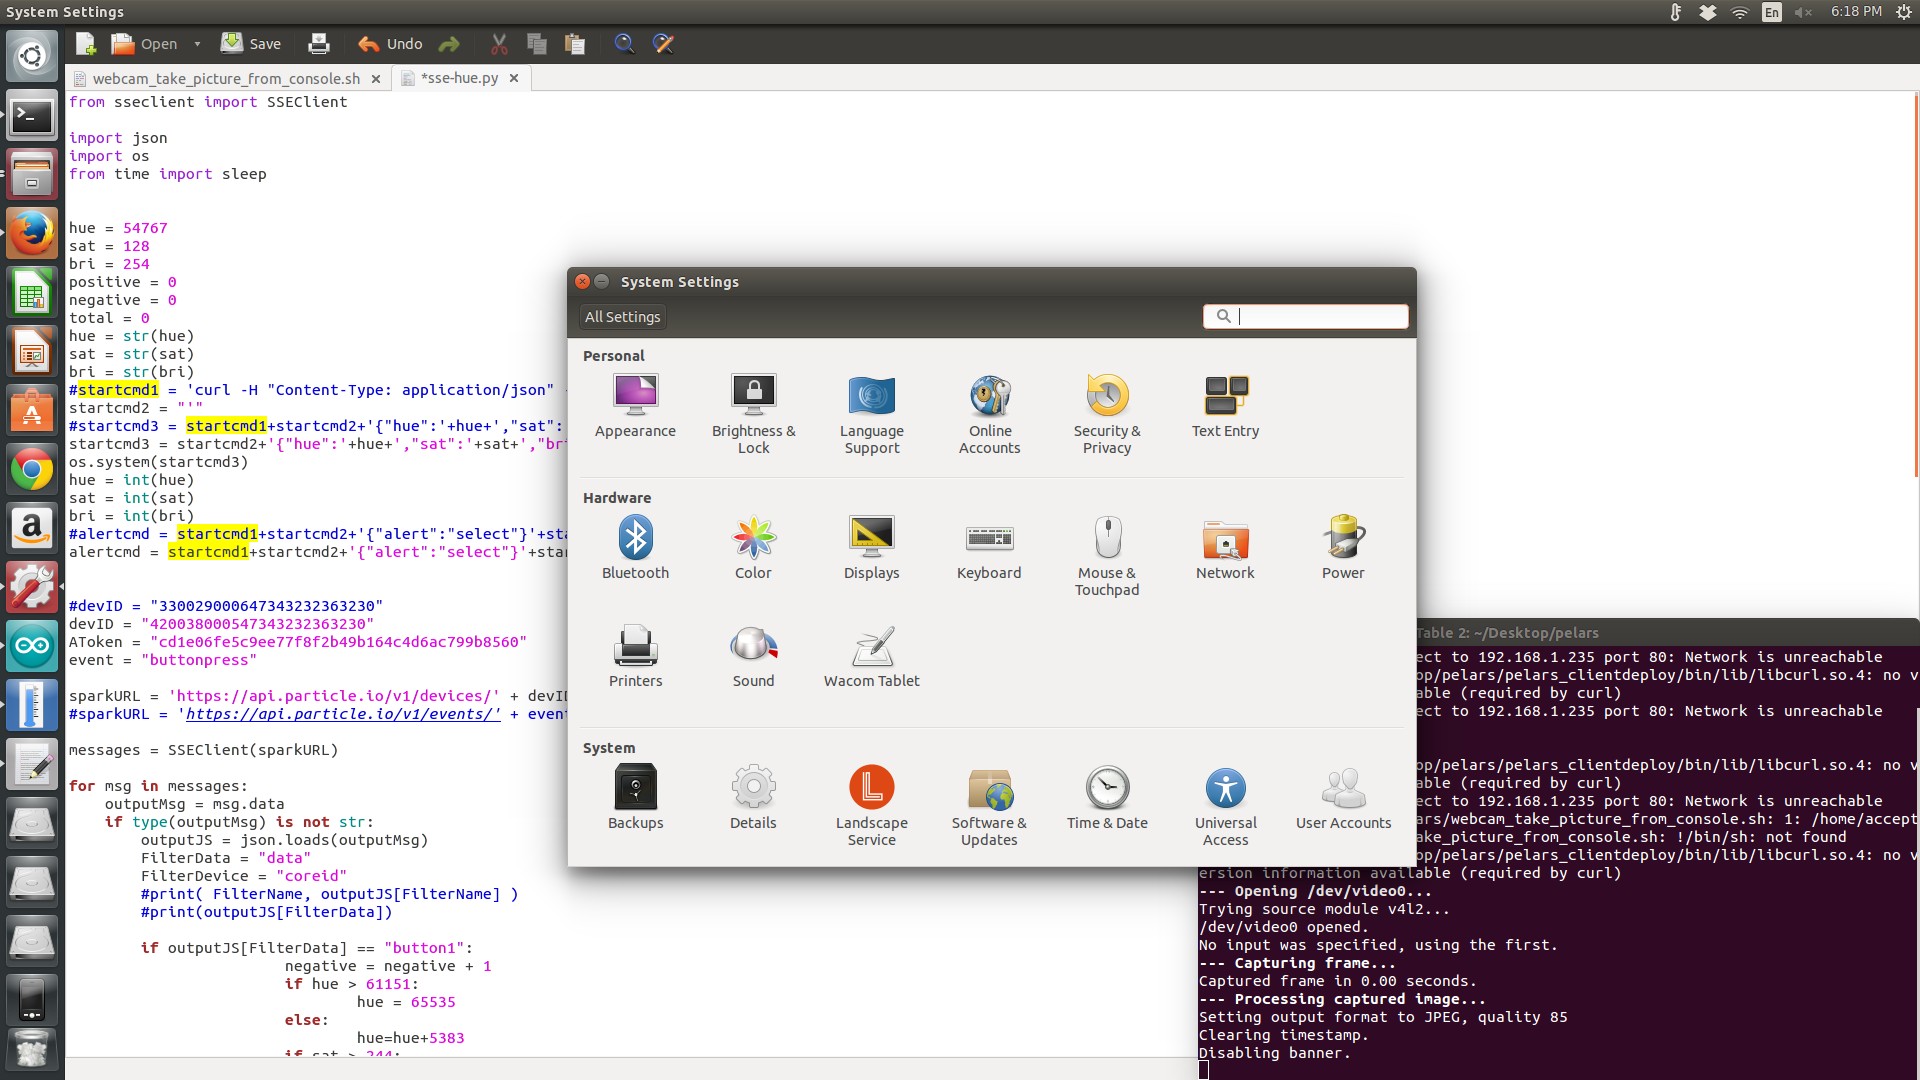 System Settings
En
6:18 PM
Open
Save
Undo
webcam_take_picture_from_console.sh
*sse-hue.py
from sseclient import SSEClient
import json
import os
from time import sleep
hue = 54767
sat = 128
bri = 254
positive = 0
negative = 0
total = 0
hue = str(hue)
sat = str(sat)
bri = str(bri)
#startcmd1 = 'curl -H "Content-Type: application/json"
startcmd2 = "'"
#startcmd3 = startcmd1+startcmd2+'{"hue":'+hue+',"sat":
startcmd3 = startcmd2+'{"hue":'+hue+',"sat":'+sat+',"bri
os.system(startcmd3)
hue = int(hue)
sat = int(sat)
bri = int(bri)
#alertcmd = startcmd1+startcmd2+'{"alert":"select"}'+sta
alertcmd = startcmd1+startcmd2+'{"alert":"select"}'+star
#devID = "330029000647343232363230"
devID = "420038000547343232363230"
AToken = "cd1e06fe5c9ee77f8f2b49b164c4d6ac799b8560"
event = "buttonpress"
sparkURL = 'https://api.particle.io/v1/devices/' + devID
#sparkURL = 'https://api.particle.io/v1/events/' + event
messages = SSEClient(sparkURL)
for msg in messages:
outputMsg = msg.data
if type(outputMsg) is not str:
outputJS = json.loads(outputMsg)
FilterData = "data"
FilterDevice = "coreid"
#print( FilterName, outputJS[FilterName] )
#print(outputJS[FilterData])
if outputJS[FilterData] == "button1":
negative = negative + 1
if hue > 61151:
hue = 65535
else:
hue=hue+5383
if sat > 244:
System Settings
All Settings
Personal
Appearance
Brightness & Lock
Language Support
Online Accounts
Security & Privacy
Text Entry
Hardware
Bluetooth
Color
Displays
Keyboard
Mouse & Touchpad
Network
Power
Printers
Sound
Wacom Tablet
System
Backups
Details
Landscape Service
Software & Updates
Time & Date
Universal Access
User Accounts
Table 2: ~/Desktop/pelars
ect to 192.168.1.235 port 80: Network is unreachable
op/pelars/pelars_clientdeploy/bin/lib/libcurl.so.4: no v
able (required by curl)
ect to 192.168.1.235 port 80: Network is unreachable
op/pelars/pelars_clientdeploy/bin/lib/libcurl.so.4: no v
able (required by curl)
ect to 192.168.1.235 port 80: Network is unreachable
ars/webcam_take_picture_from_console.sh: 1: /home/accept
ake_picture_from_console.sh: !/bin/sh: not found
op/pelars/pelars_clientdeploy/bin/lib/libcurl.so.4: no v
ersion information available (required by curl)
--- Opening /dev/video0...
Trying source module v4l2...
/dev/video0 opened.
No input was specified, using the first.
--- Capturing frame...
Captured frame in 0.00 seconds.
--- Processing captured image...
Setting output format to JPEG, quality 85
Clearing timestamp.
Disabling banner.